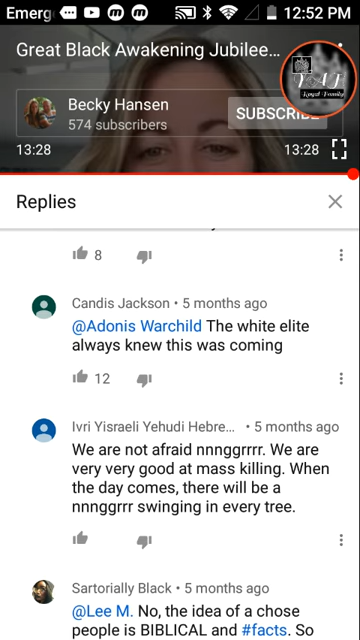 Emerg
12:52 PM
Great Black Awakening Jubilee...
YAF
Royal Family
Becky Hansen
574 subscribers
SUBSCRIBE
13:28
13:28
Replies
8
Candis Jackson • 5 months ago
@Adonis Warchild The white elite
always knew this was coming
12
Ivri Yisraeli Yehudi Hebre... • 5 months ago
We are not afraid nnnggrrrr. We are
very very good at mass killing. When
the day comes, there will be a
nnnggrrr swinging in every tree.
Sartorially Black • 5 months ago
@Lee M. No, the idea of a chose
people is BIBLICAL and #facts. So